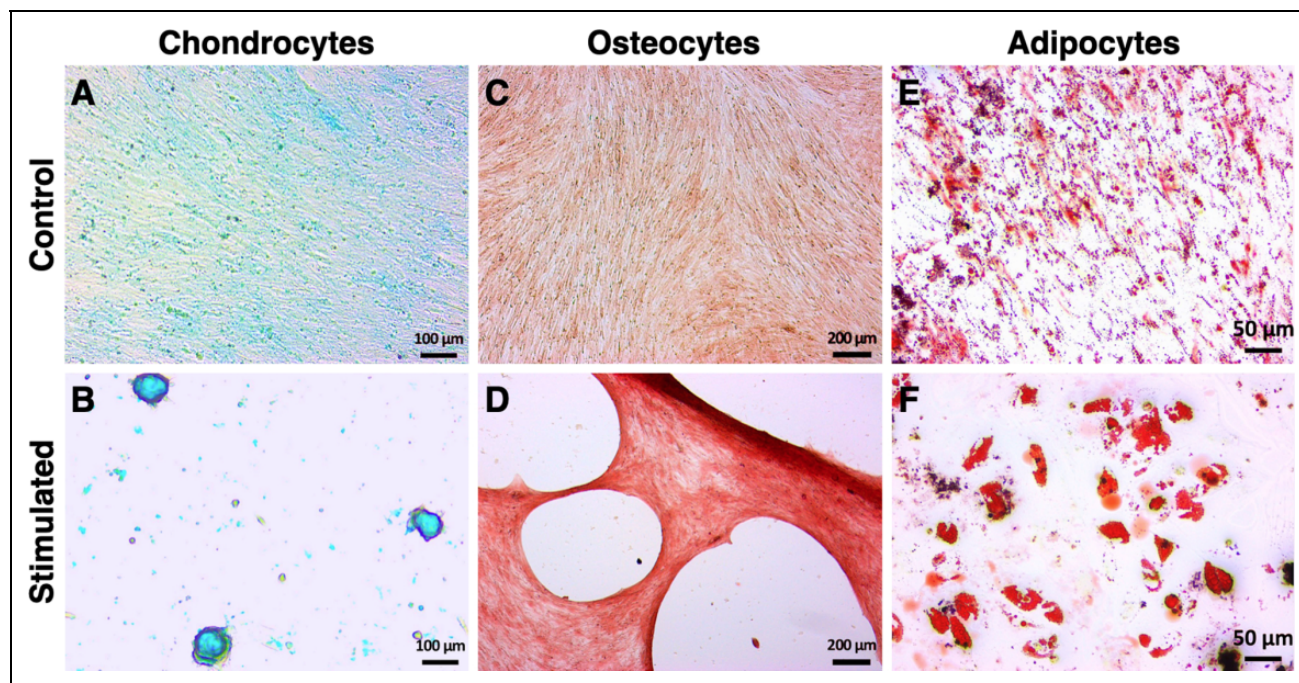 Chondrocytes Osteocytes Adipocytes
Control
A
100 µm
C
200 µm
E
50 µm
Stimulated
B
100 µm
D
200 µm
F
50 µm